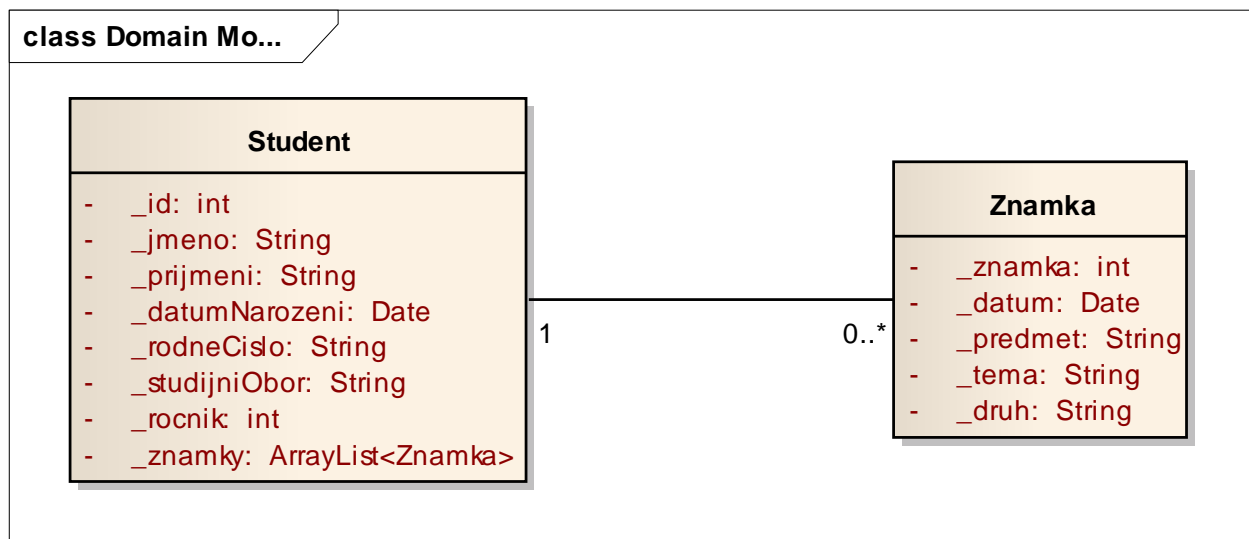 class Domain Mo...
Student
- _id: int
- _jmeno: String
- _prijmeni: String
- _datumNarozeni: Date
- _rodneCislo: String
- _studijniObor: String
- _rocnik: int
- _znamky: ArrayList<Znamka>
1
0..*
Znamka
- _znamka: int
- _datum: Date
- _predmet: String
- _tema: String
- _druh: String